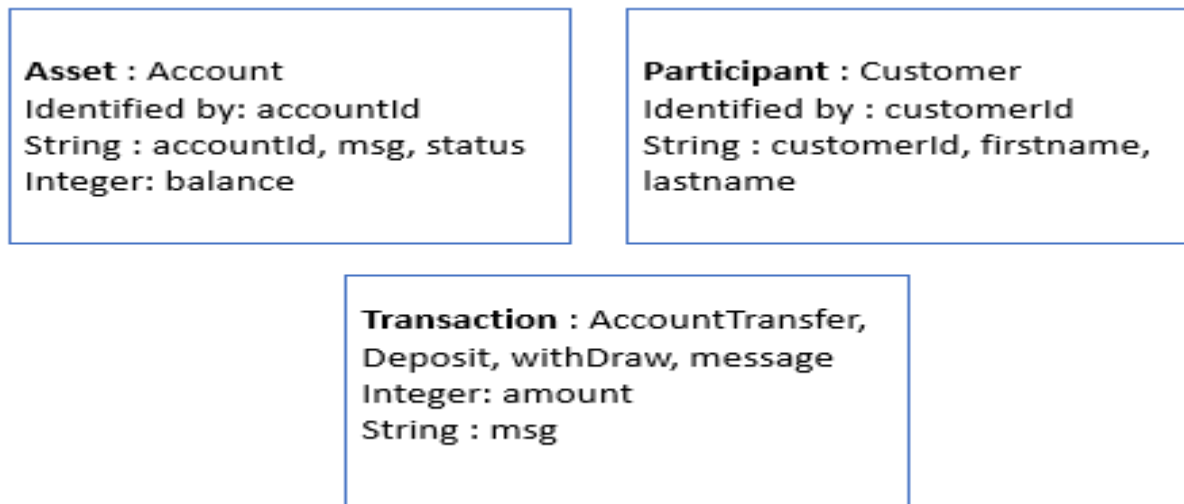 Asset : Account
Identified by: accountId
String : accountId, msg, status
Integer: balance
Participant : Customer
Identified by : customerId
String : customerId, firstname,
lastname
Transaction : AccountTransfer,
Deposit, withDraw, message
Integer: amount
String : msg